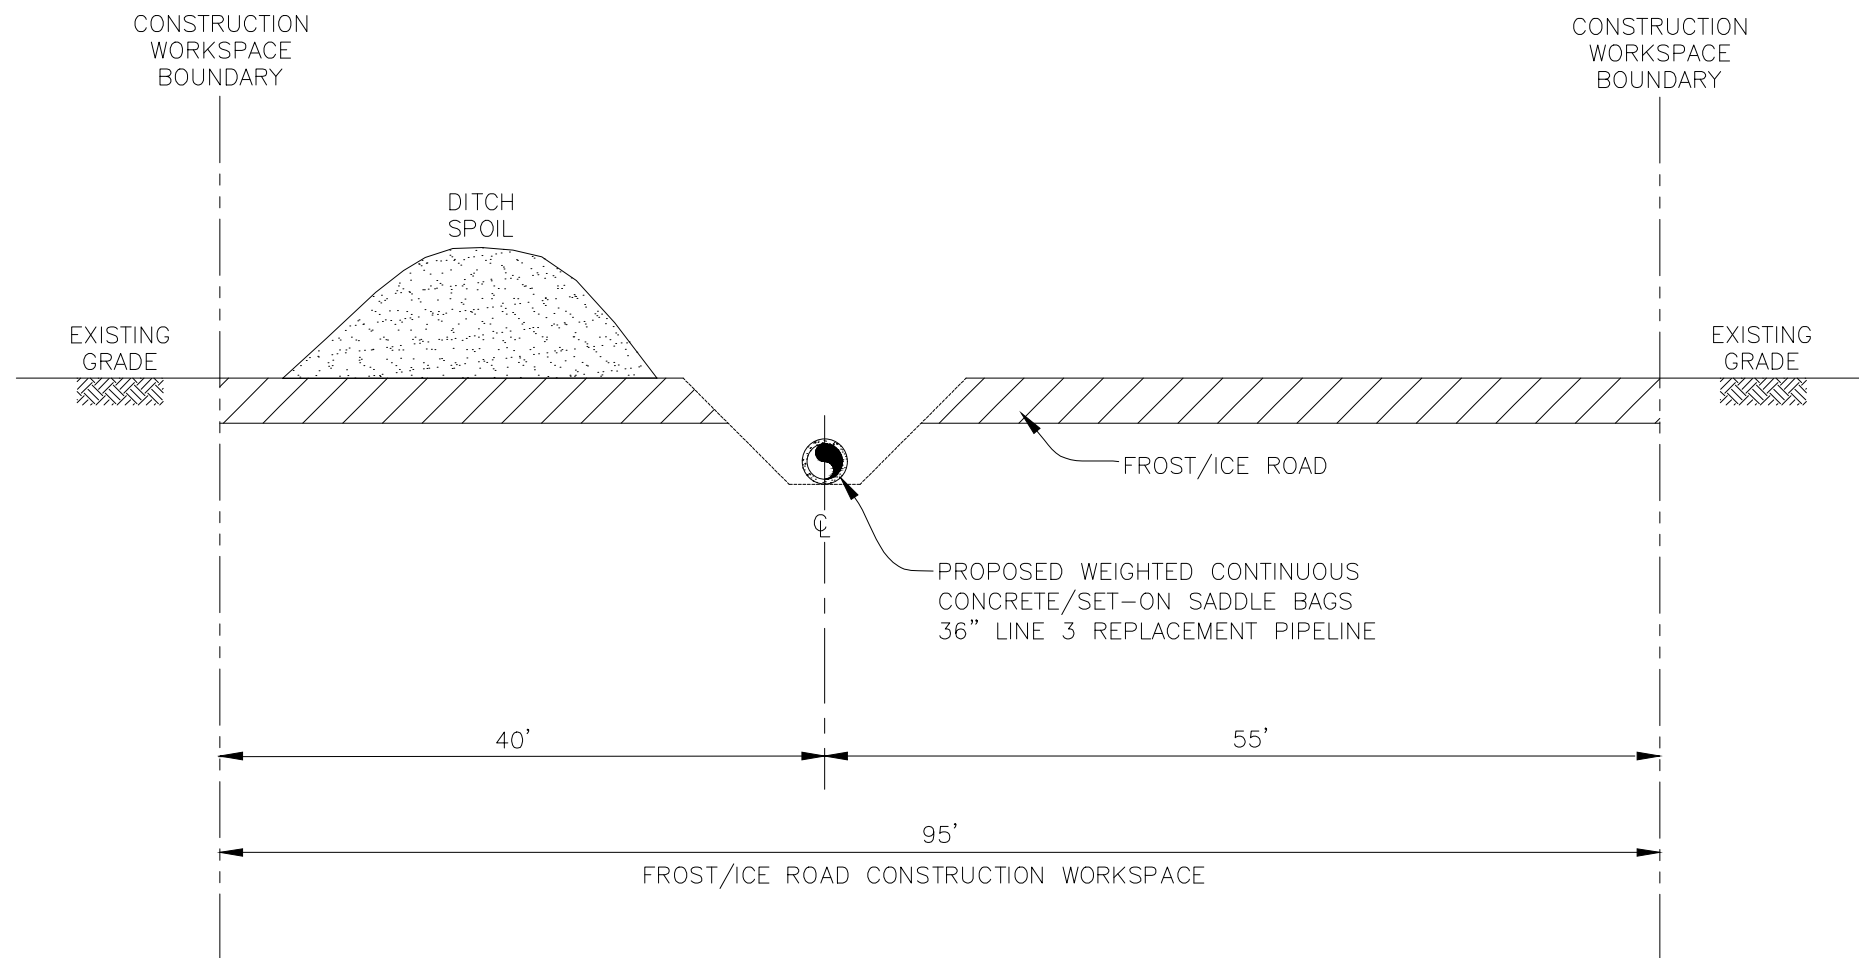 CONSTRUCTION
WORKSPACE
BOUNDARY
CONSTRUCTION
WORKSPACE
BOUNDARY
DITCH
SPOIL
EXISTING
GRADE
EXISTING
GRADE
FROST/ICE ROAD
℄
PROPOSED WEIGHTED CONTINUOUS
CONCRETE/SET-ON SADDLE BAGS
36" LINE 3 REPLACEMENT PIPELINE
40'
55'
95'
FROST/ICE ROAD CONSTRUCTION WORKSPACE